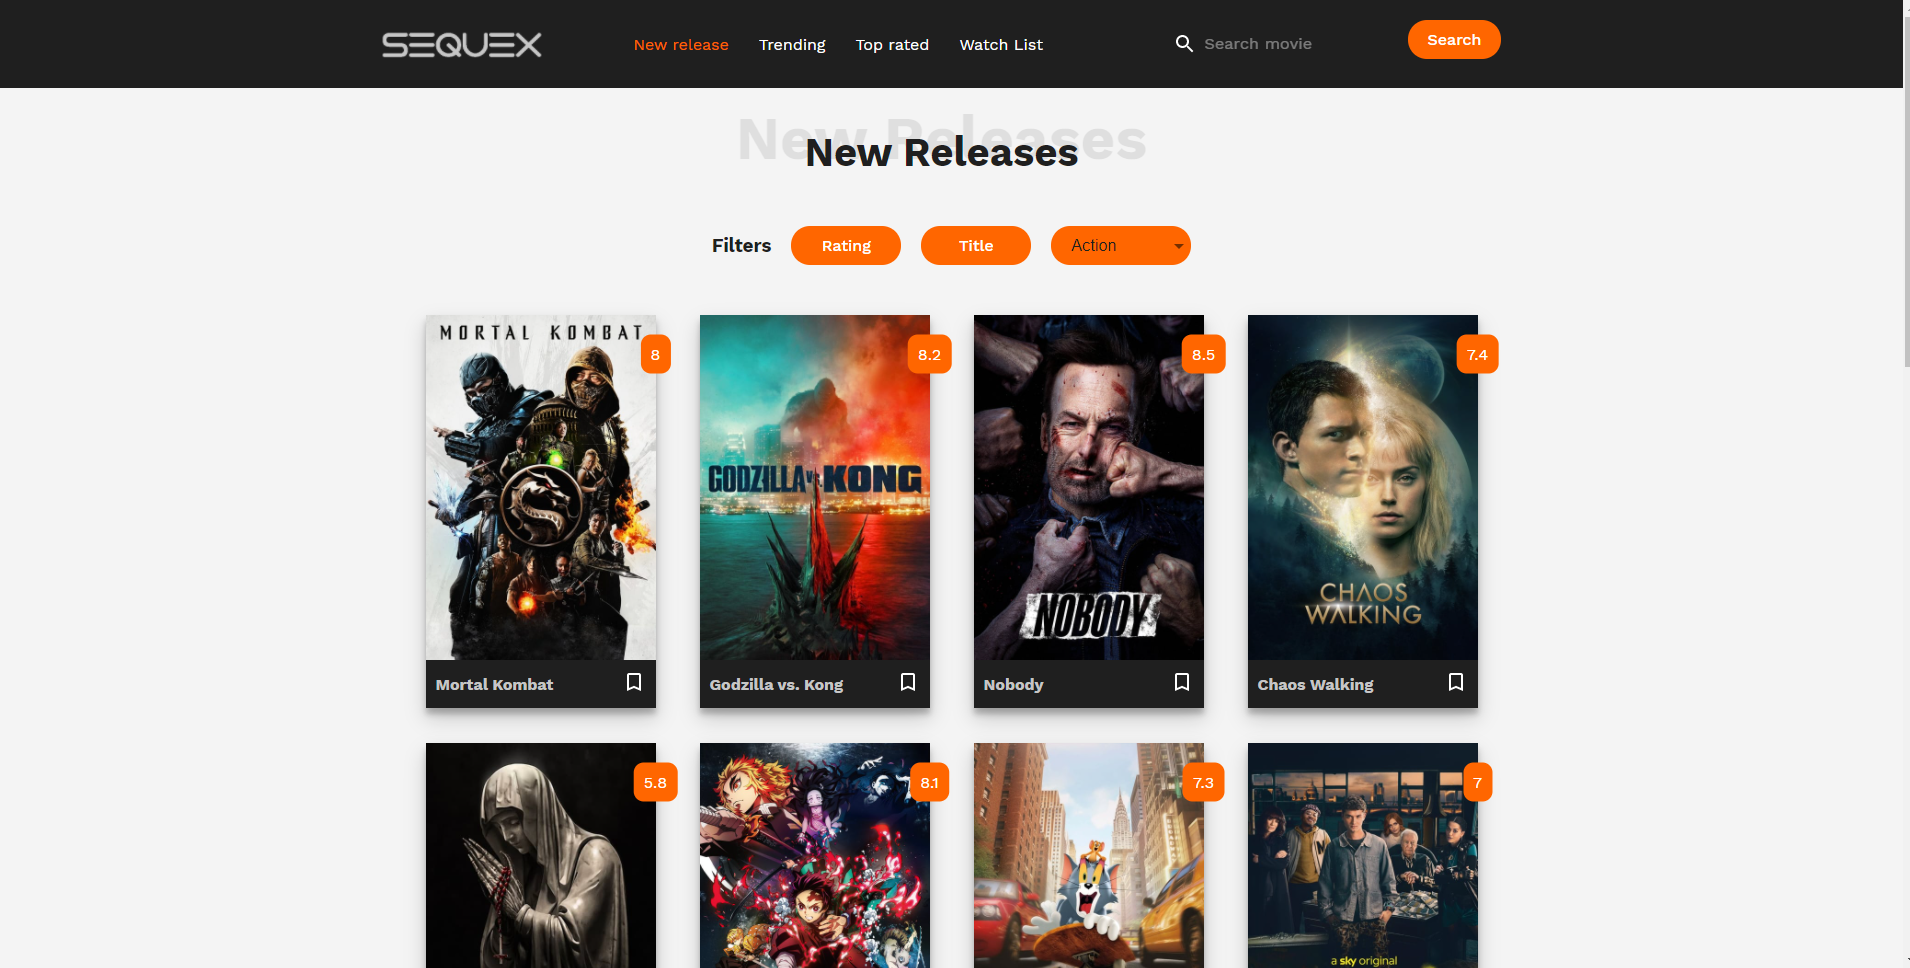 SEQUEX
New release
Trending
Top rated
Watch List
Search movie
Search
New Releases
New Releases
Filters
Rating
Title
Action
MORTAL KOMBAT
8
GODZILLA vs. KONG
8.2
NOBODY
8.5
CHAOS
WALKING
7.4
Mortal Kombat
Godzilla vs. Kong
Nobody
Chaos Walking
5.8
8.1
7.3
7
a sky original